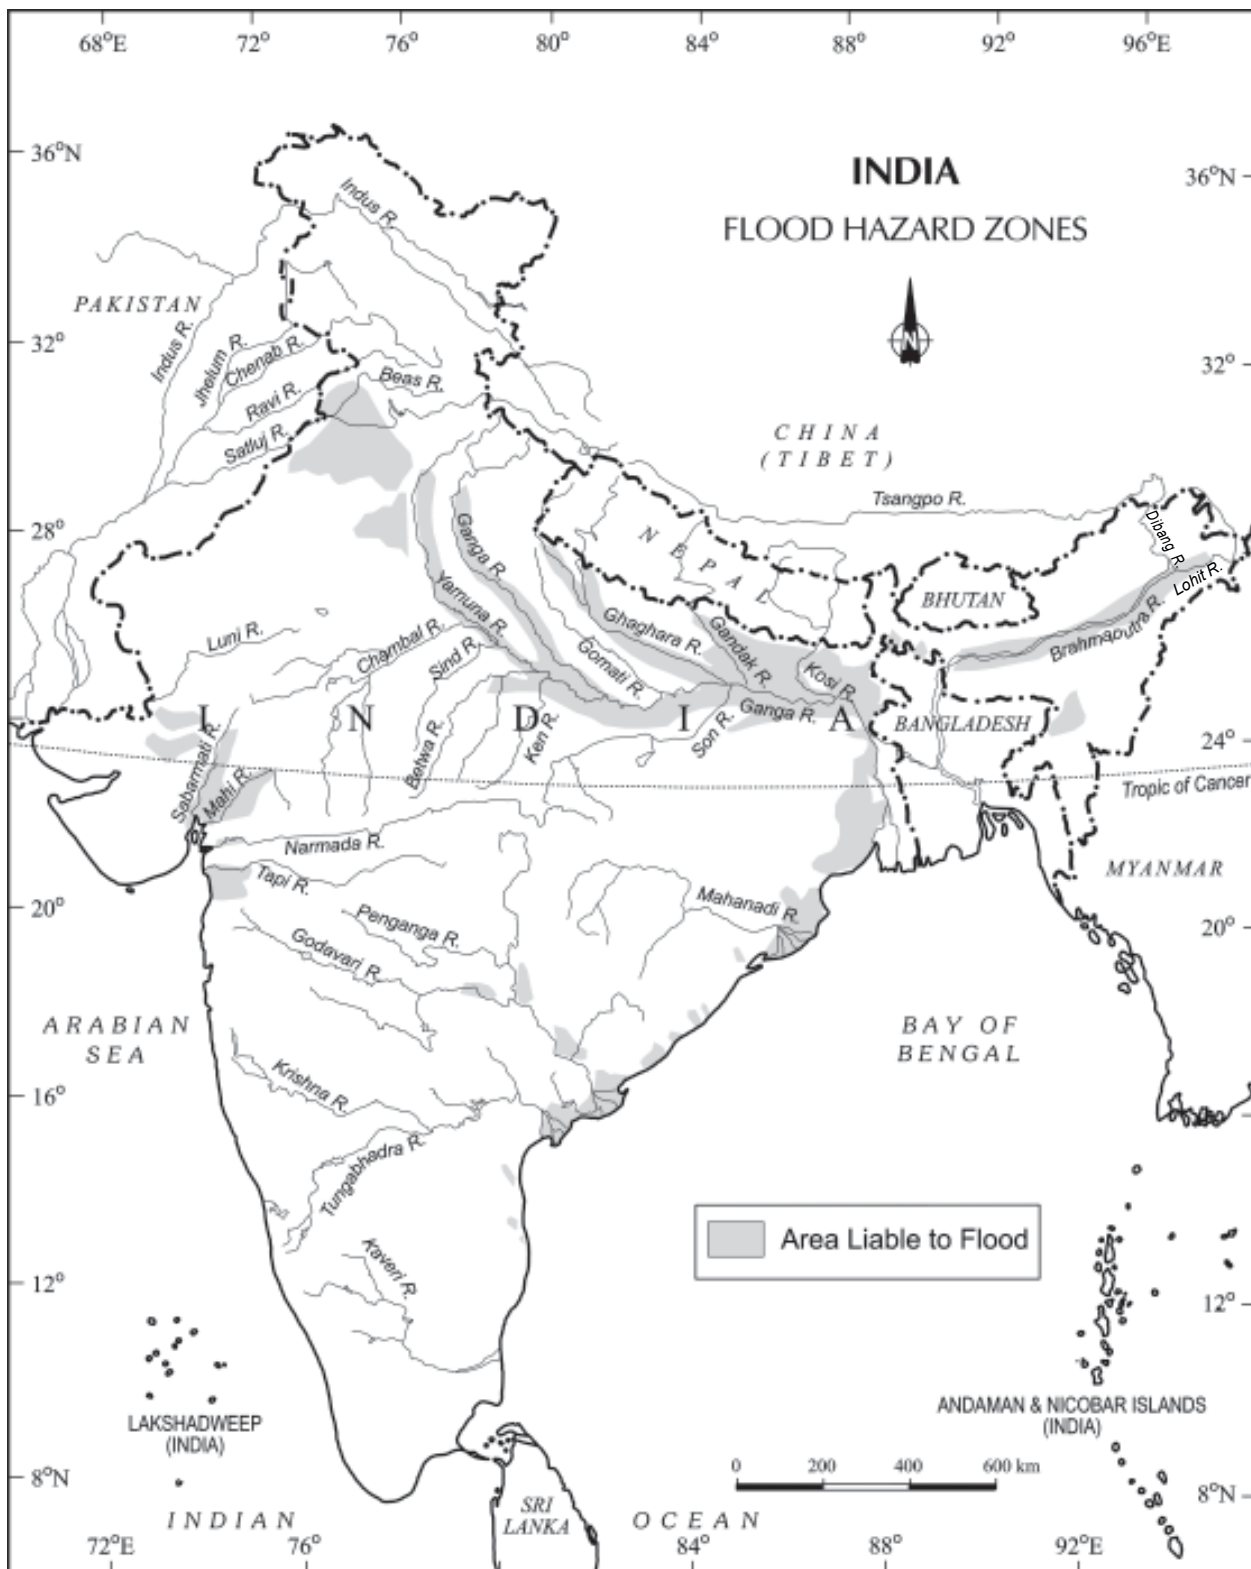 68°E 72° 76° 80° 84° 88° 92° 96°E
36°N
INDIA
36°N
FLOOD HAZARD ZONES
Indus R.
PAKISTAN
N
32°
Indus R.
Jhelum R.
Chenab R.
32°
Beas R.
Ravi R.
Satluj R.
CHINA
(TIBET)
Tsangpo R.
28°
Dibang R.
Ganga R.
NEPAL
Lohit R.
28°
Yamuna R.
BHUTAN
Luni R.
Chambal R.
Sind R.
Ghaghara R.
Gandak R.
Brahmaputra R.
Gomati R.
Kosi R.
I N D I A
Ganga R.
BANGLADESH
Sabarmati R.
Betwa R.
Ken R.
Son R.
24°
24°
Mahi R.
Tropic of Cancer
Narmada R.
Tapi R.
MYANMAR
20°
Mahanadi R.
Penganga R.
20°
Godavari R.
ARABIAN
SEA
BAY OF
BENGAL
16°
Krishna R.
Tungabhadra R.
Area Liable to Flood
Kaveri R.
12°
12°
LAKSHADWEEP
(INDIA)
ANDAMAN & NICOBAR ISLANDS
(INDIA)
0 200 400 600 km
8°N
8°N
SRI
LANKA
INDIAN OCEAN
72°E 76° 84° 88° 92°E